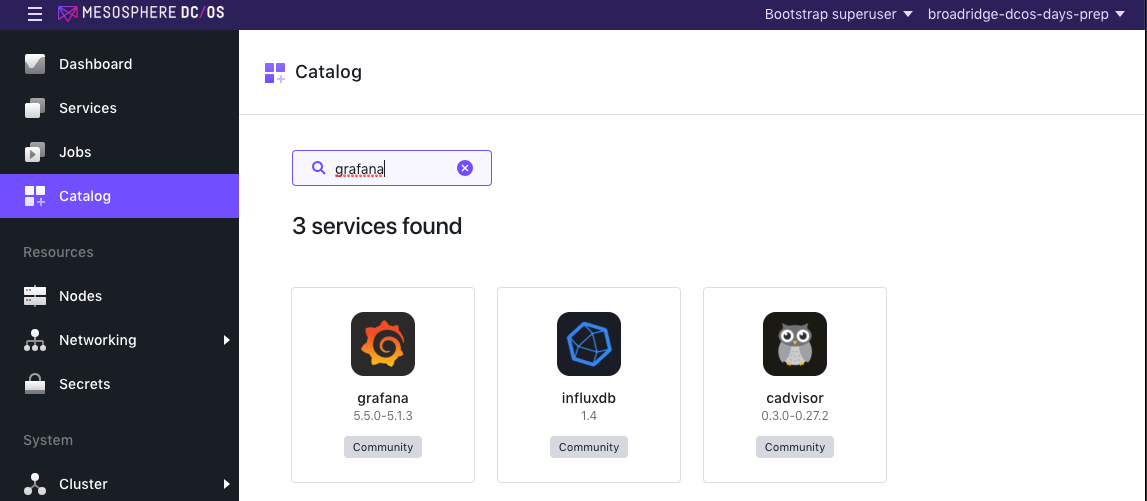 MESOSPHERE DC/OS
Bootstrap superuser
broadridge-dcos-days-prep
Dashboard
Services
Jobs
Catalog
Resources
Nodes
Networking
Secrets
System
Cluster
Catalog
grafana
3 services found
grafana
5.5.0-5.1.3
Community
influxdb
1.4
Community
cadvisor
0.3.0-0.27.2
Community